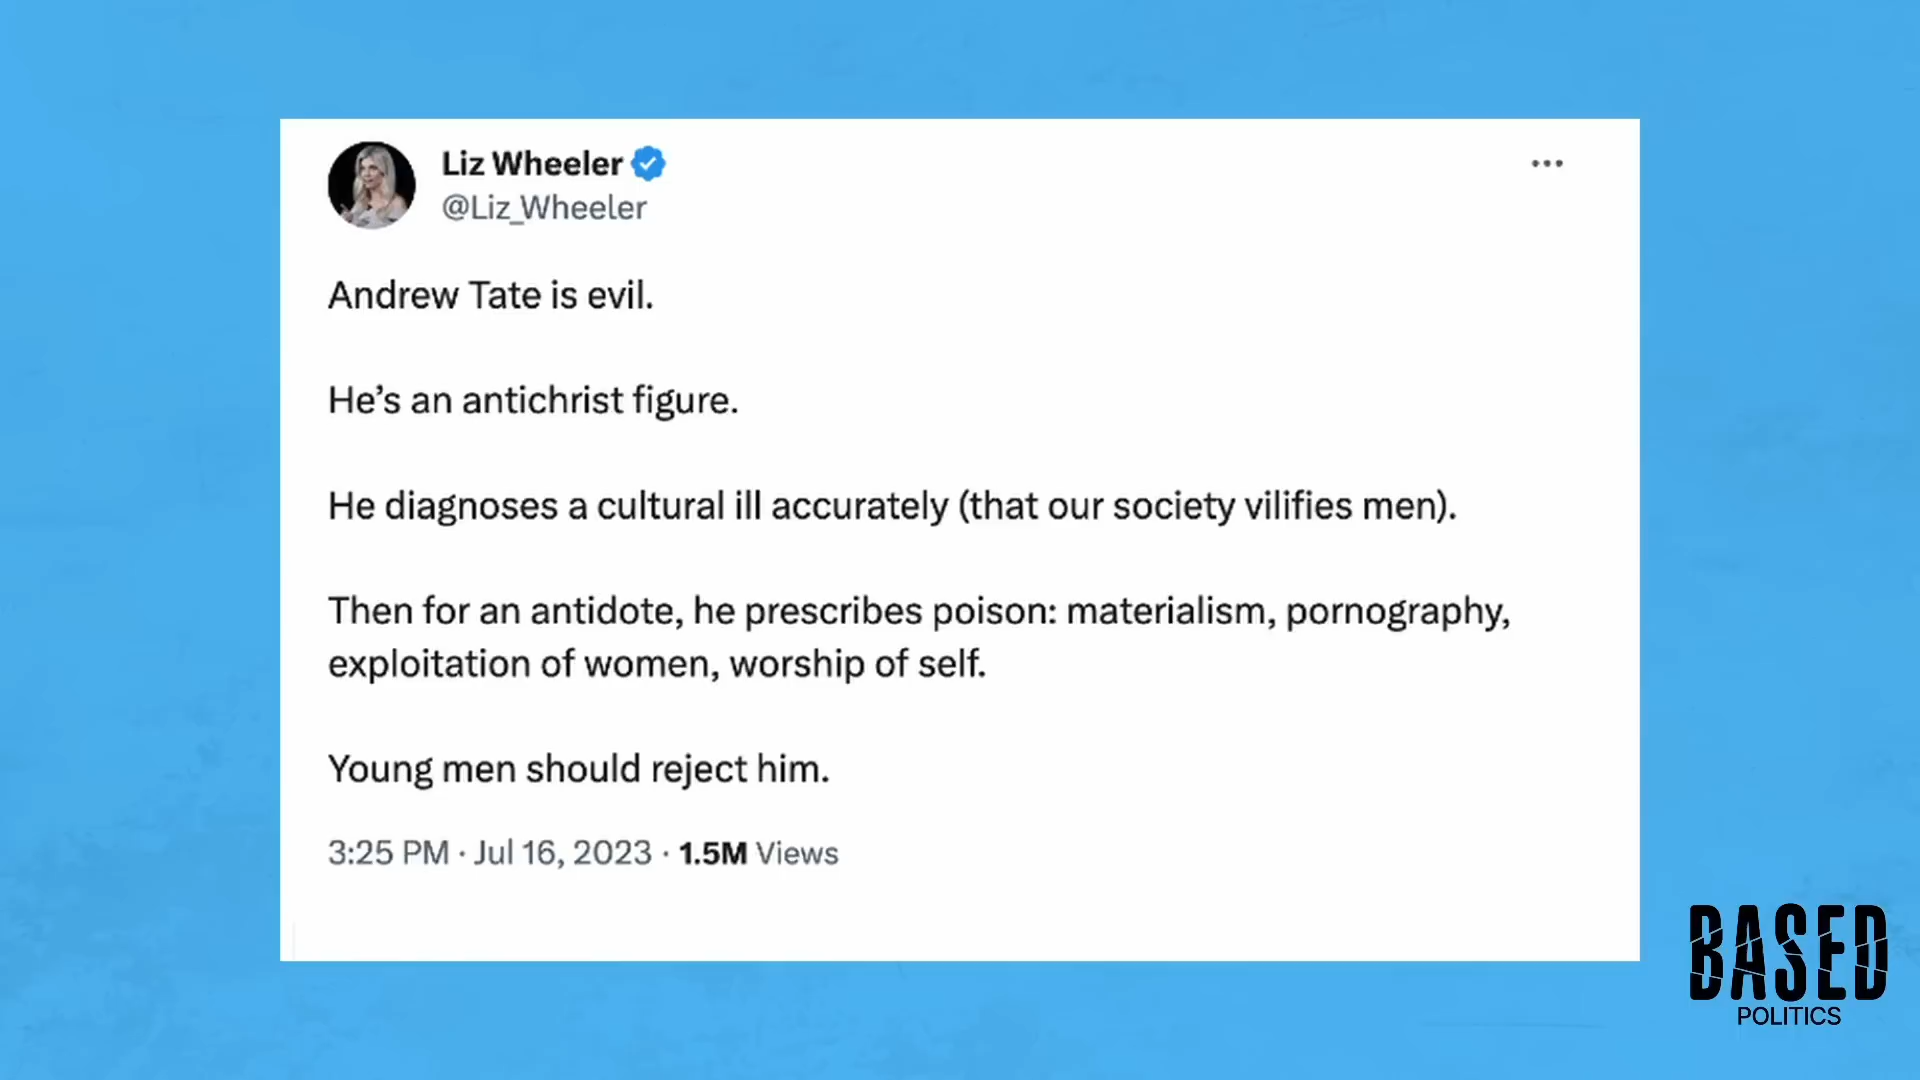 Liz Wheeler
@Liz_Wheeler
Andrew Tate is evil.
He’s an antichrist figure.
He diagnoses a cultural ill accurately (that our society vilifies men).
Then for an antidote, he prescribes poison: materialism, pornography,
exploitation of women, worship of self.
Young men should reject him.
3:25 PM · Jul 16, 2023 · 1.5M Views
BASED
POLITICS